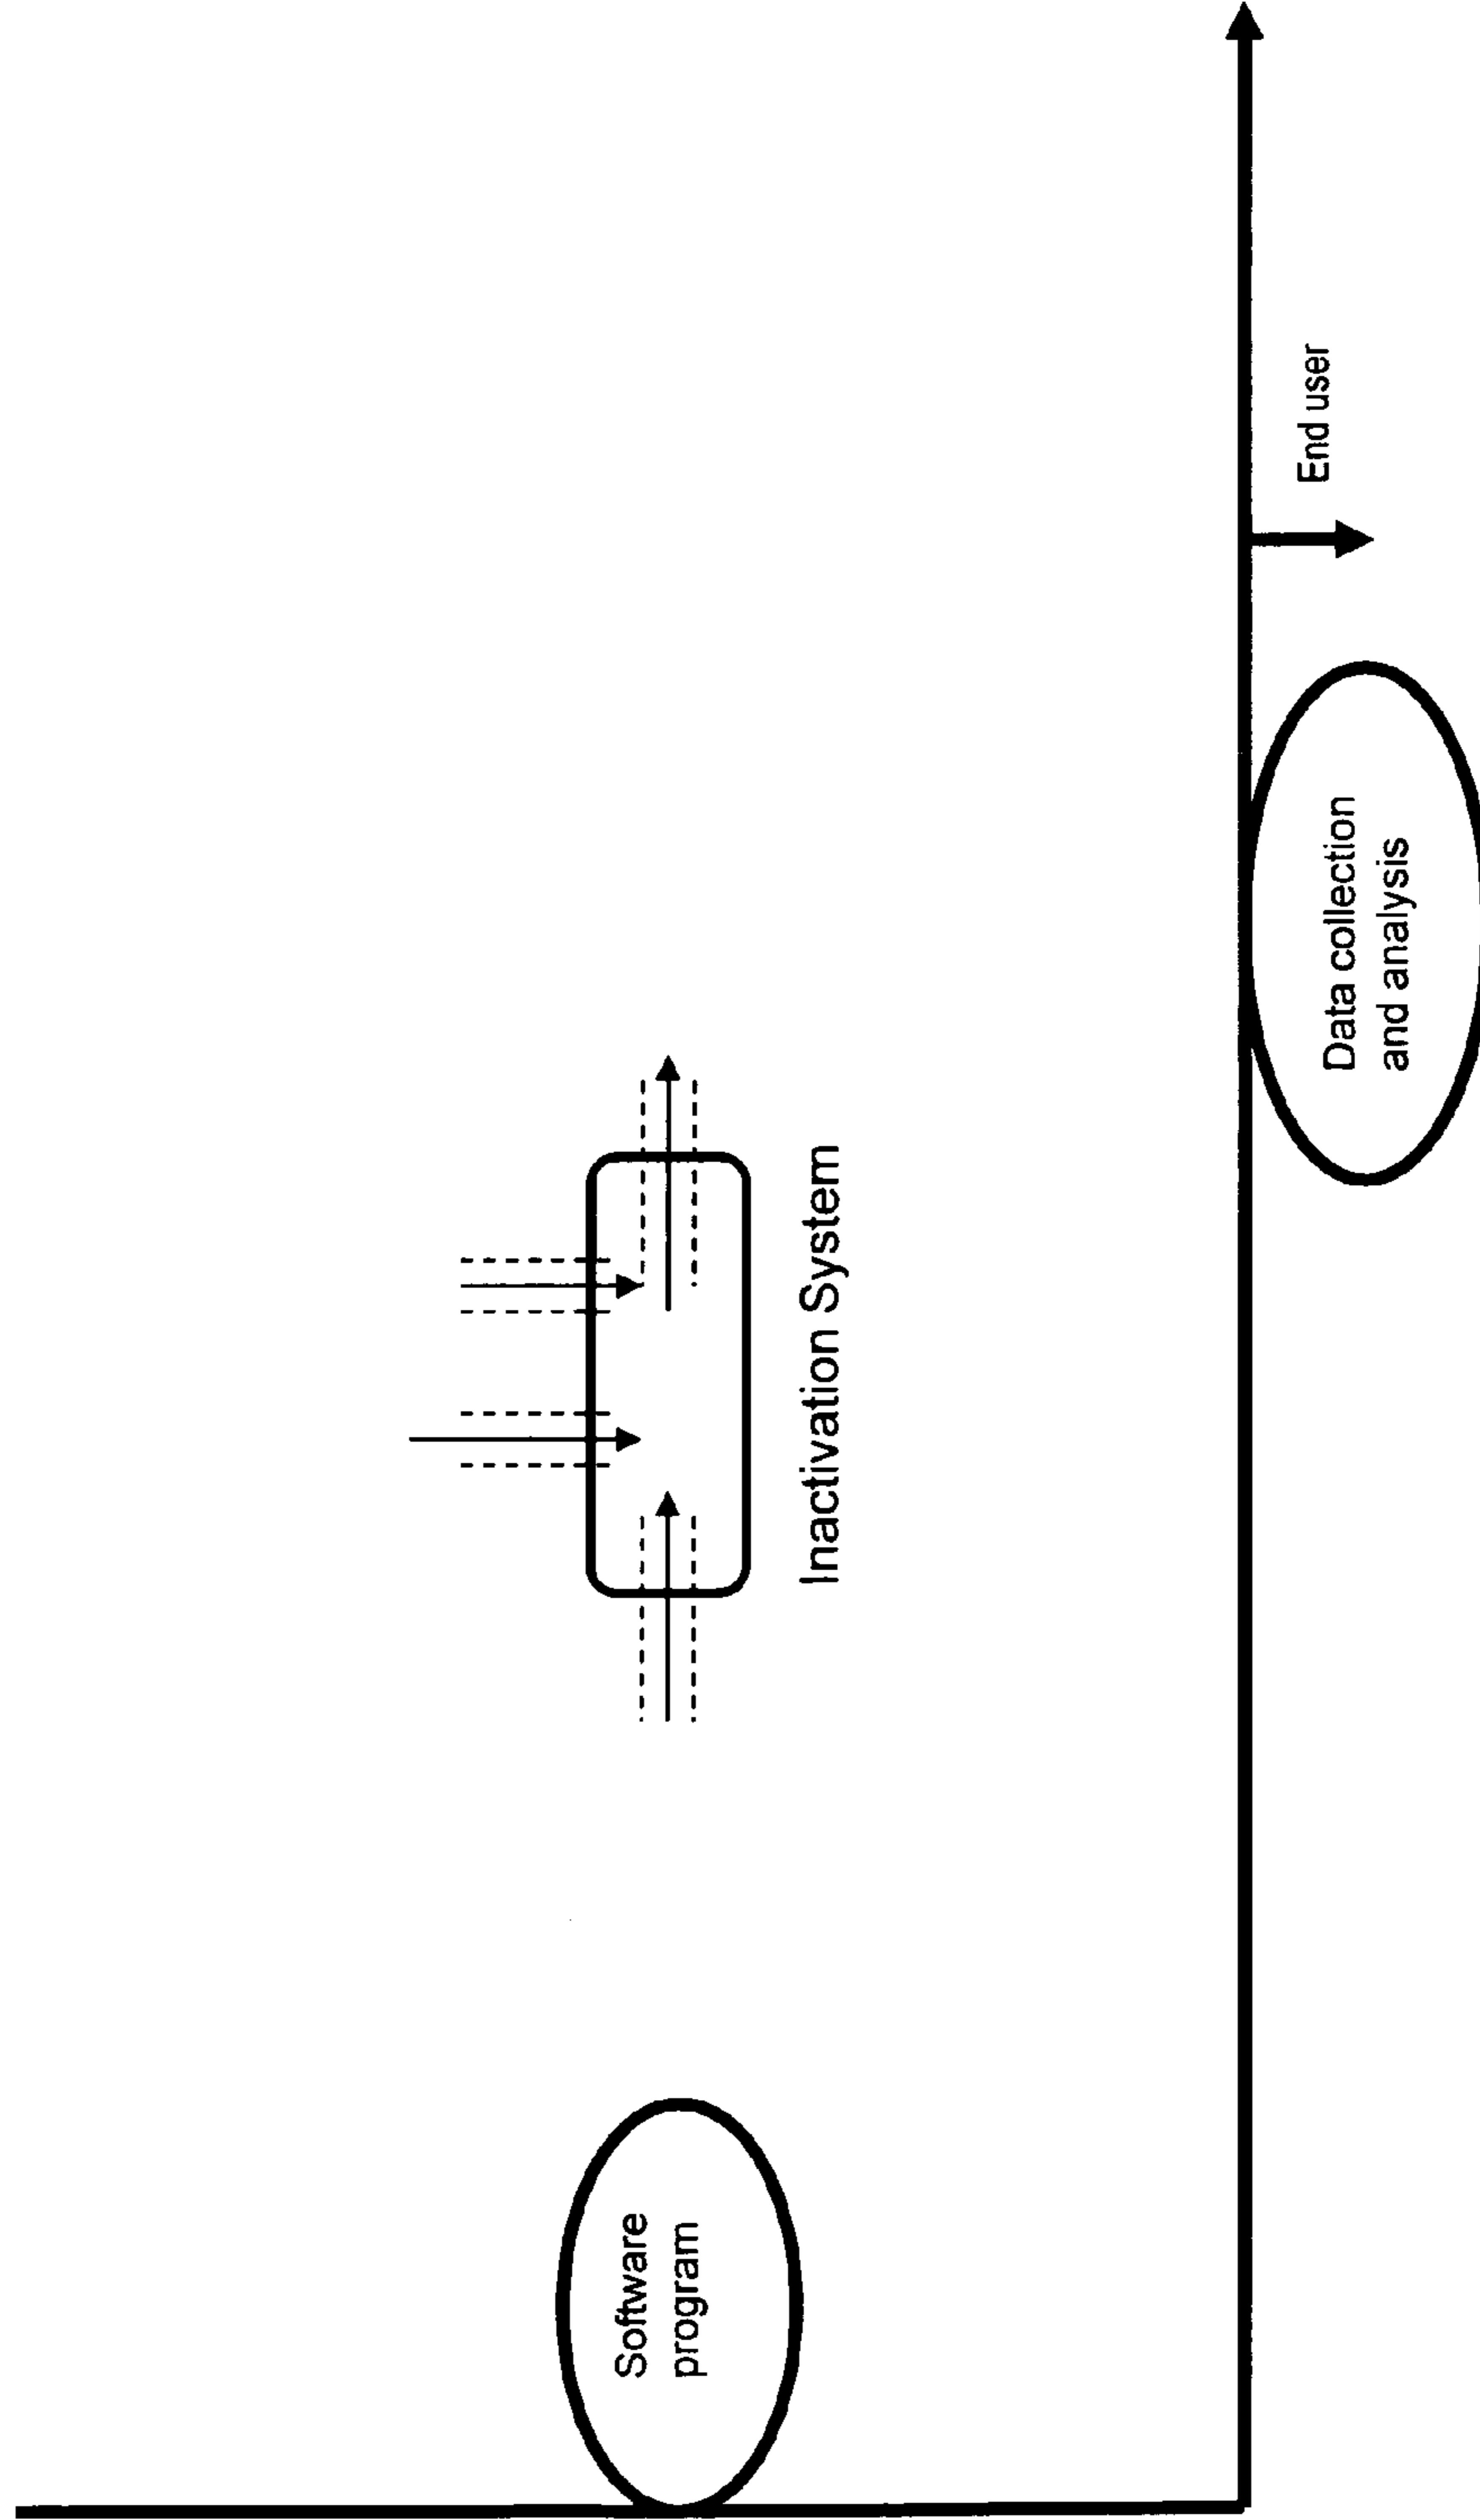 Software
program
Inactivation System
Data collection
and analysis
End user